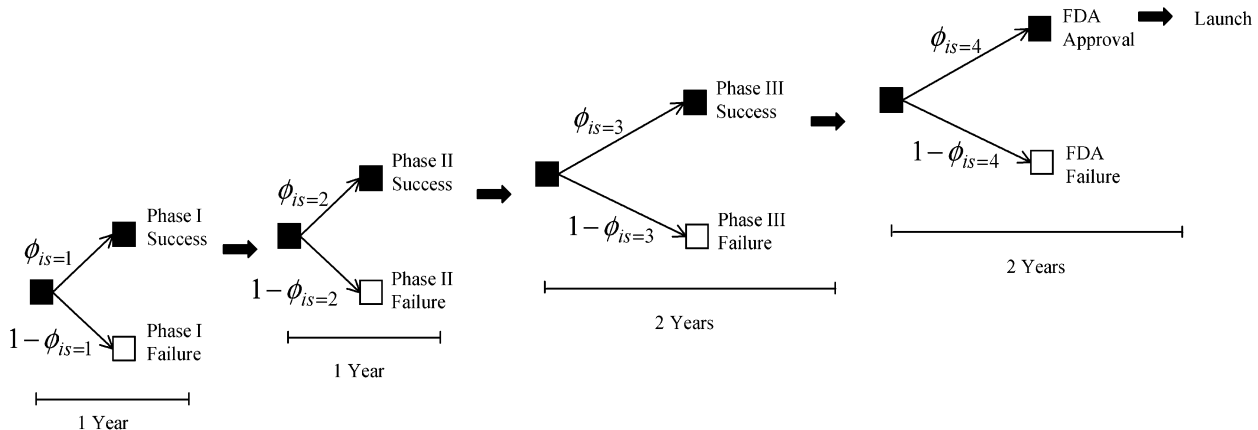 ϕis=1
Phase I
Success
1−ϕis=1
Phase I
Failure
1 Year
ϕis=2
Phase II
Success
1−ϕis=2
Phase II
Failure
1 Year
ϕis=3
Phase III
Success
1−ϕis=3
Phase III
Failure
2 Years
ϕis=4
FDA
Approval
1−ϕis=4
FDA
Failure
2 Years
Launch